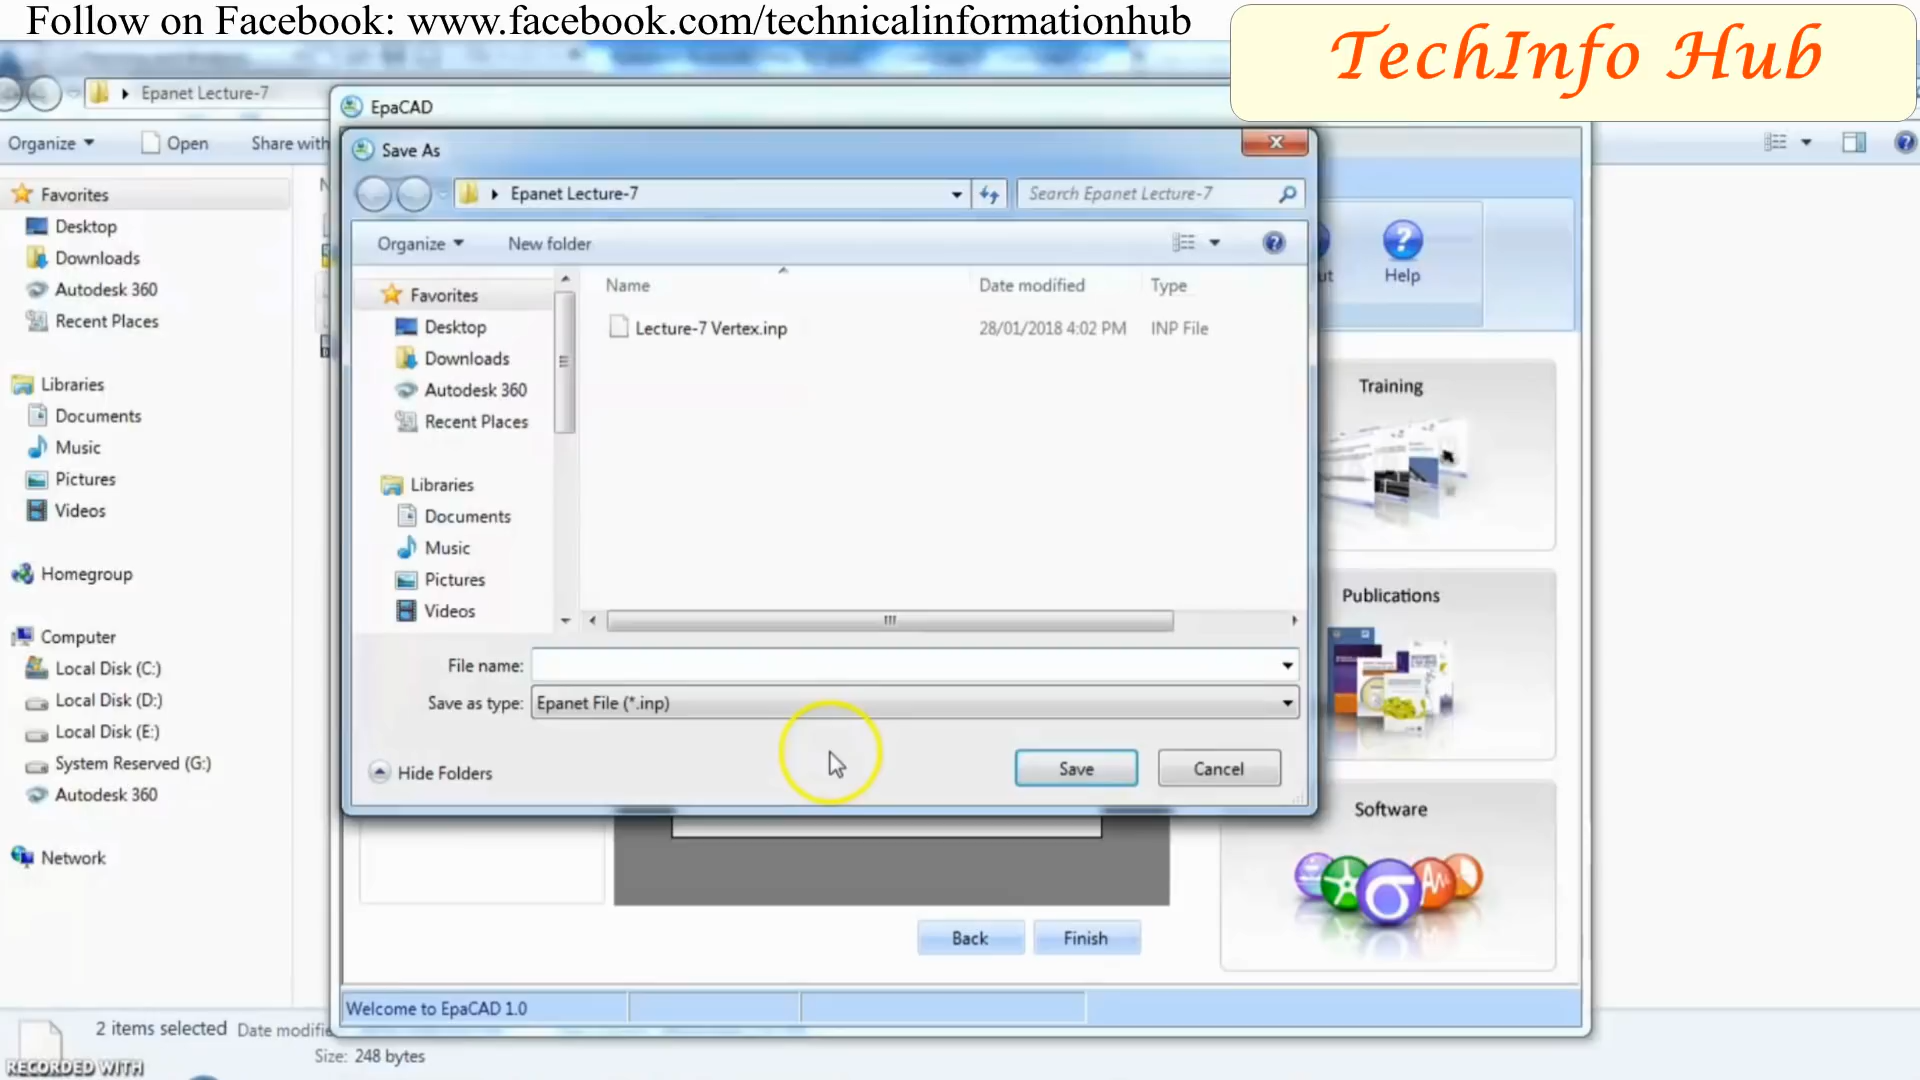 Follow on Facebook: www.facebook.com/technicalinformationhub
TechInfo Hub
Epanet Lecture-7
EpaCAD
Organize
Open
Share with
Save As
Epanet Lecture-7
Search Epanet Lecture-7
Organize
New folder
Help
Favorites
Desktop
Downloads
Autodesk 360
Recent Places
Libraries
Documents
Music
Pictures
Videos
Homegroup
Computer
Local Disk (C:)
Local Disk (D:)
Local Disk (E:)
System Reserved (G:)
Autodesk 360
Network
Favorites
Desktop
Downloads
Autodesk 360
Recent Places
Libraries
Documents
Music
Pictures
Videos
Name
Date modified
Type
Lecture-7 Vertex.inp
28/01/2018 4:02 PM
INP File
File name:
Save as type: Epanet File (*.inp)
Hide Folders
Save
Cancel
Training
Publications
Software
Back
Finish
Welcome to EpaCAD 1.0
2 items selected
Date modifie
Size: 248 bytes
RECORDED WITH